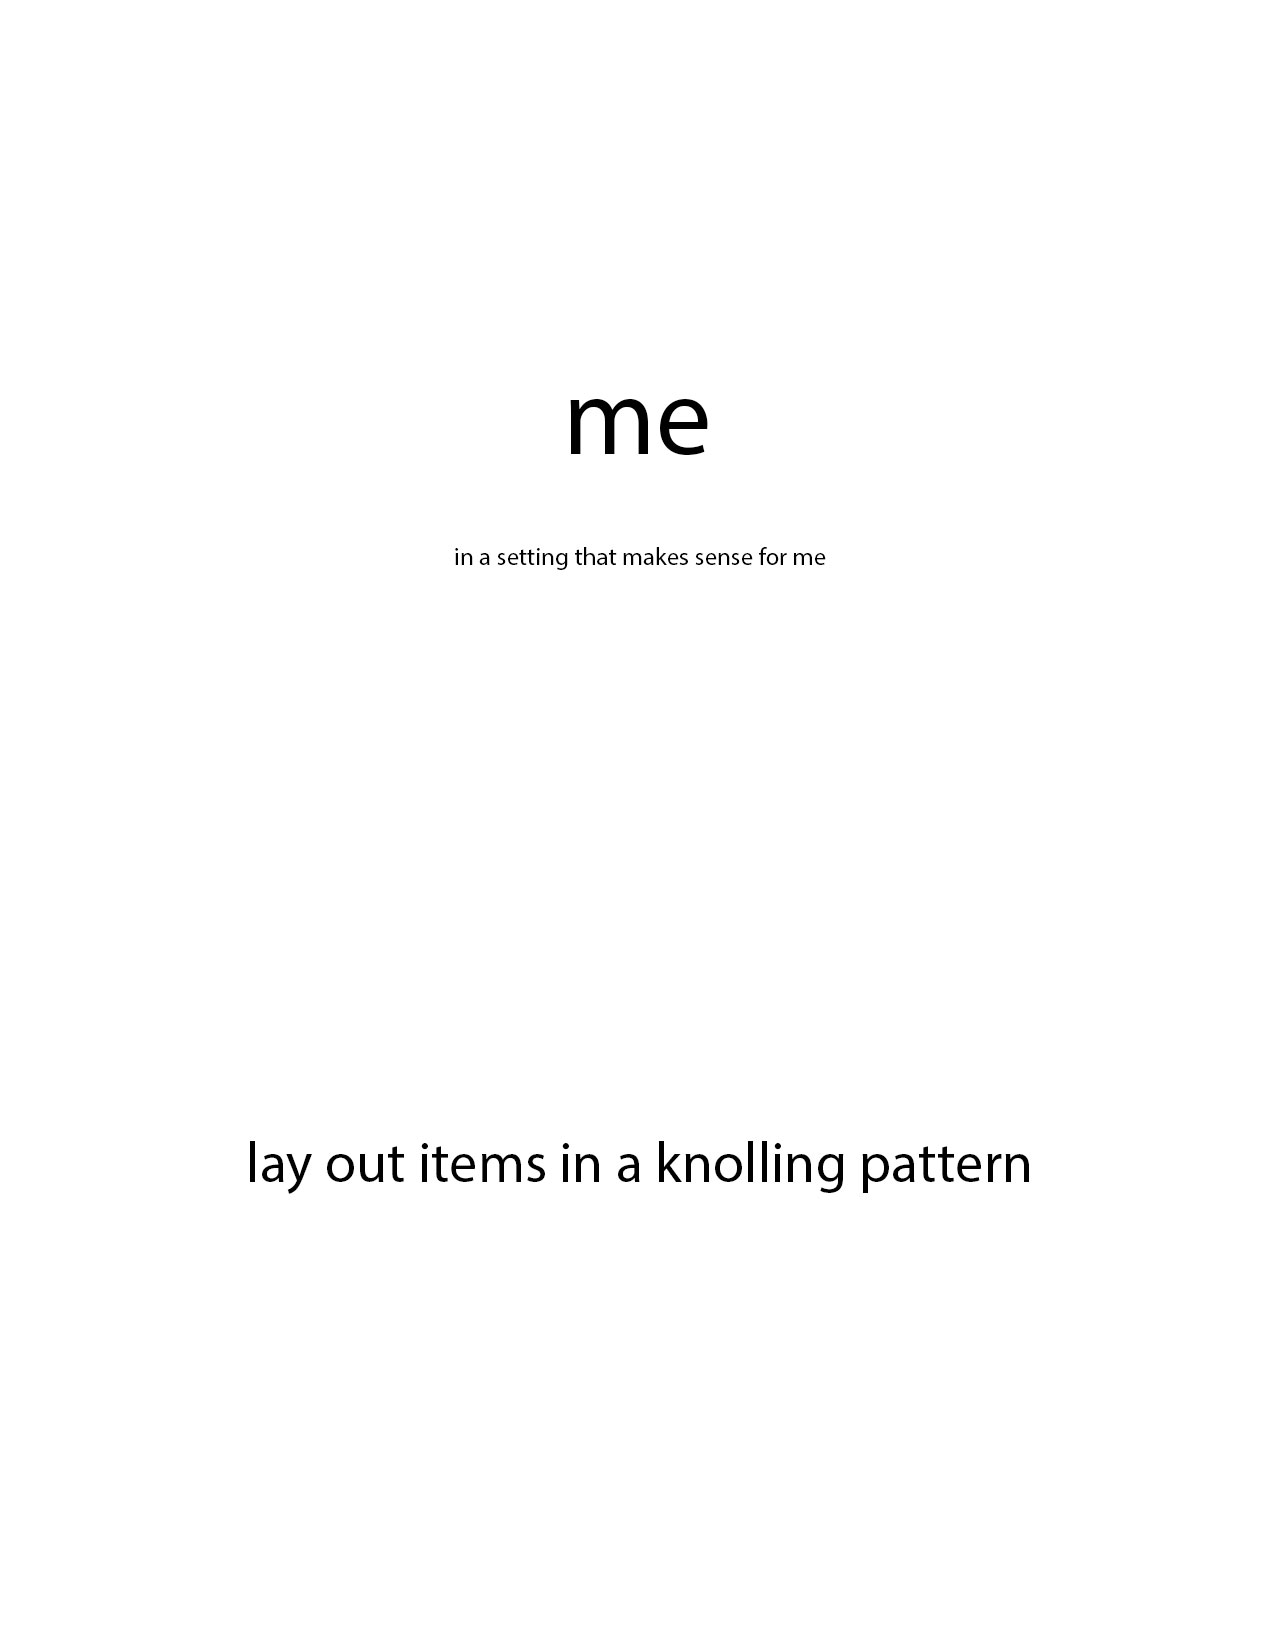 me
in a setting that makes sense for me
lay out items in a knolling pattern